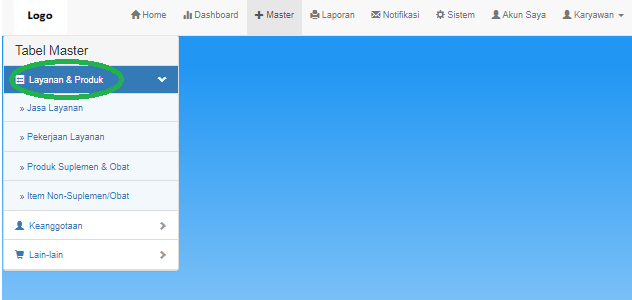 Logo
Home Dashboard Master Laporan Notifikasi Sistem Akun Saya Karyawan
Tabel Master
Layanan & Produk
» Jasa Layanan
» Pekerjaan Layanan
» Produk Suplemen & Obat
» Item Non-Suplemen/Obat
Keanggotaan
Lain-lain